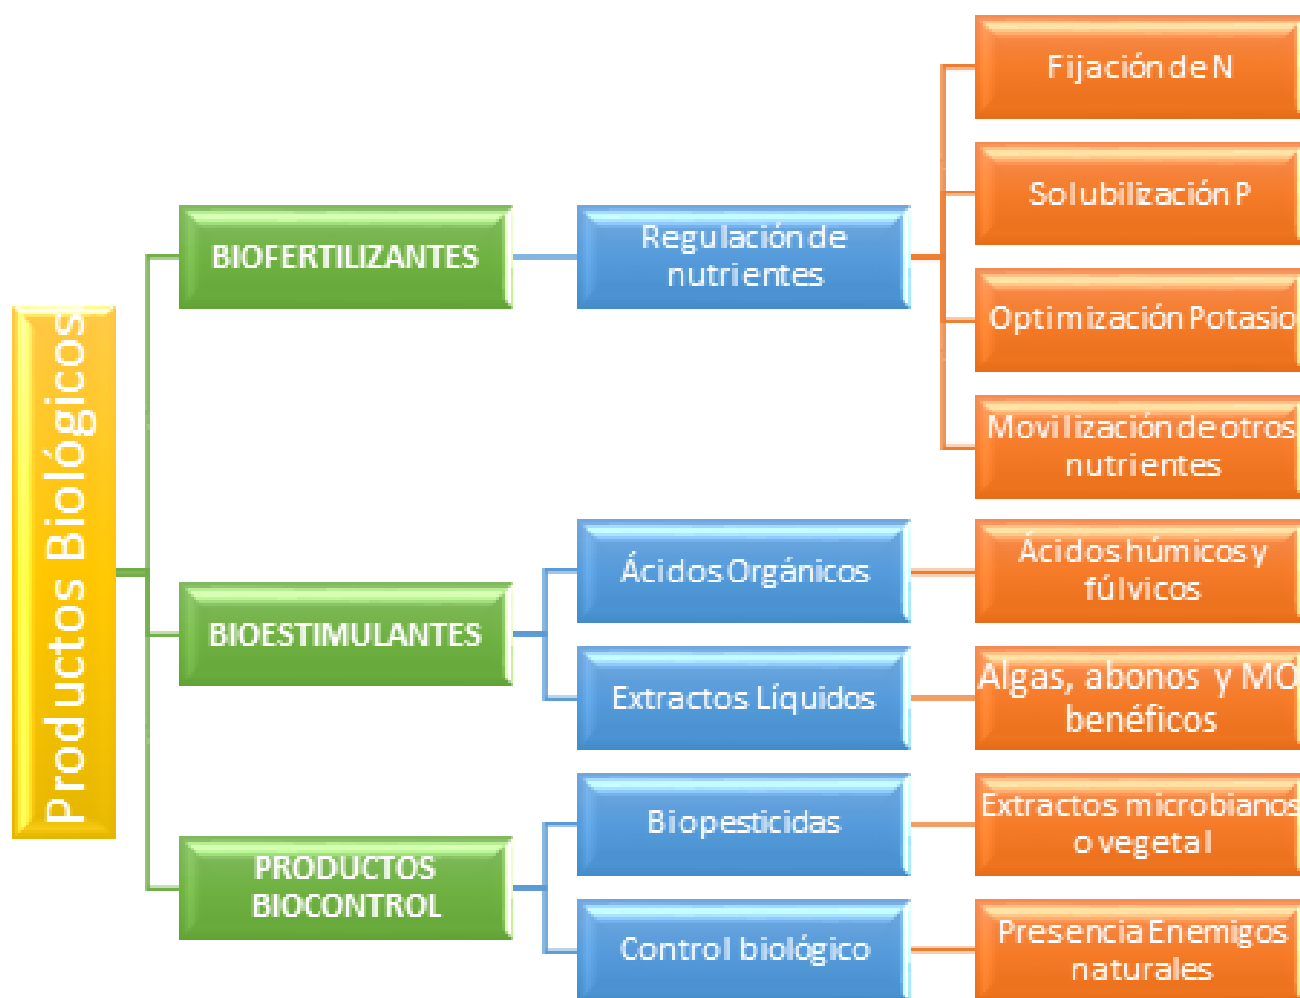 Productos Biológicos
BIOFERTILIZANTES
Regulación de
nutrientes
Fijación de N
Solubilización P
Optimización Potasio
Movilización de otros
nutrientes
BIOESTIMULANTES
Ácidos Orgánicos
Ácidos húmicos y
fúlvicos
Extractos Líquidos
Algas, abonos y MO
benéficos
PRODUCTOS
BIOCONTROL
Biopesticidas
Extractos microbianos
o vegetal
Control biológico
Presencia Enemigos
naturales